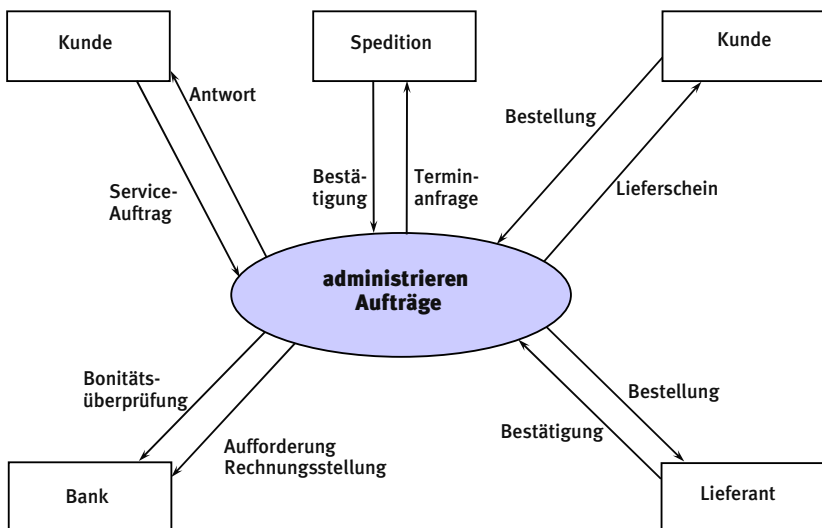 Kunde
Spedition
Kunde
Antwort
Bestellung
Service-
Auftrag
Bestä-
tigung
Termin-
anfrage
Lieferschein
administrieren
Aufträge
Bonitäts-
überprüfung
Aufforderung
Rechnungsstellung
Bestellung
Bestätigung
Bank
Lieferant